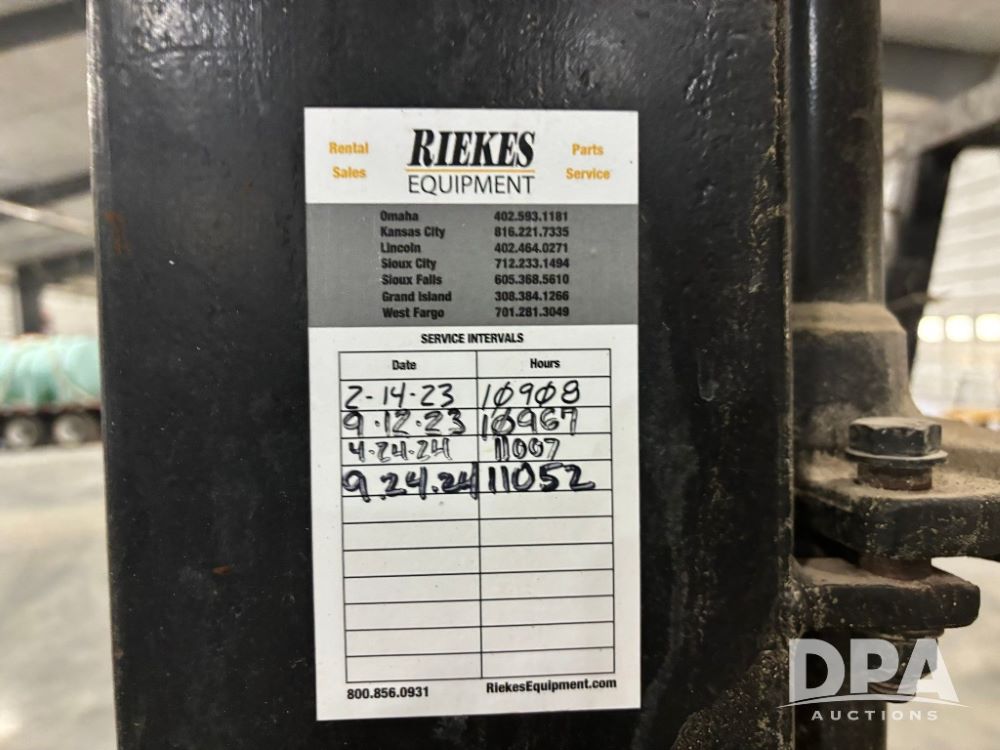 Rental RIEKES Parts
Sales EQUIPMENT Service
Omaha 402.593.1181
Kansas City 816.221.7335
Lincoln 402.464.0271
Sioux City 712.233.1494
Sioux Falls 605.368.5610
Grand Island 308.384.1266
West Fargo 701.281.3049
SERVICE INTERVALS
Date Hours
2-14-23 10908
9.12.23 10967
4-24-24 11007
9.24.24 11052
800.856.0931 RiekesEquipment.com
DPA
AUCTIONS